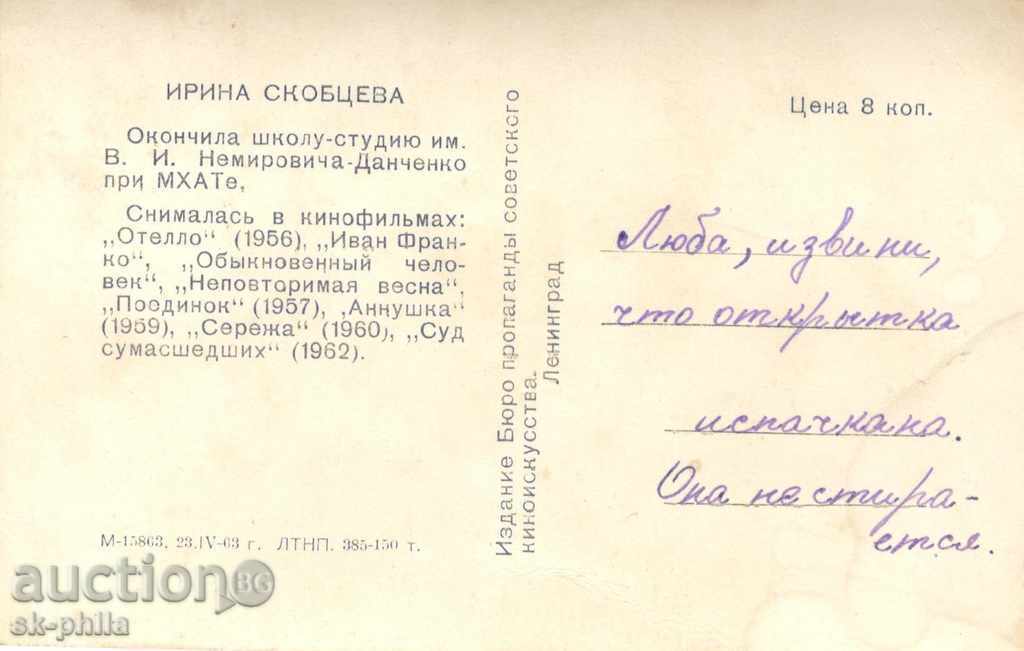 ИРИНА СКОБЦЕВА
Окончила школу-студию им.
В. И. Немировича-Данченко
при МХАТе,
Снималась в кинофильмах:
„Отелло“ (1956), „Иван Фран-
ко“, „Обыкновенный чело-
век“, „Неповторимая весна“,
„Поединок“ (1957), „Аннушка“
(1959), „Сережа“ (1960), „Суд
сумасшедших“ (1962).
М-15863, 23.IV-63 г. ЛТНП. 385-150 т.
Издание Бюро пропаганды советского
киноискусства.
Ленинград
Цена 8 коп.
Люба, извини,
что открытка
испачкана.
Она не стира-
ется.
auctionBG
sk-phila